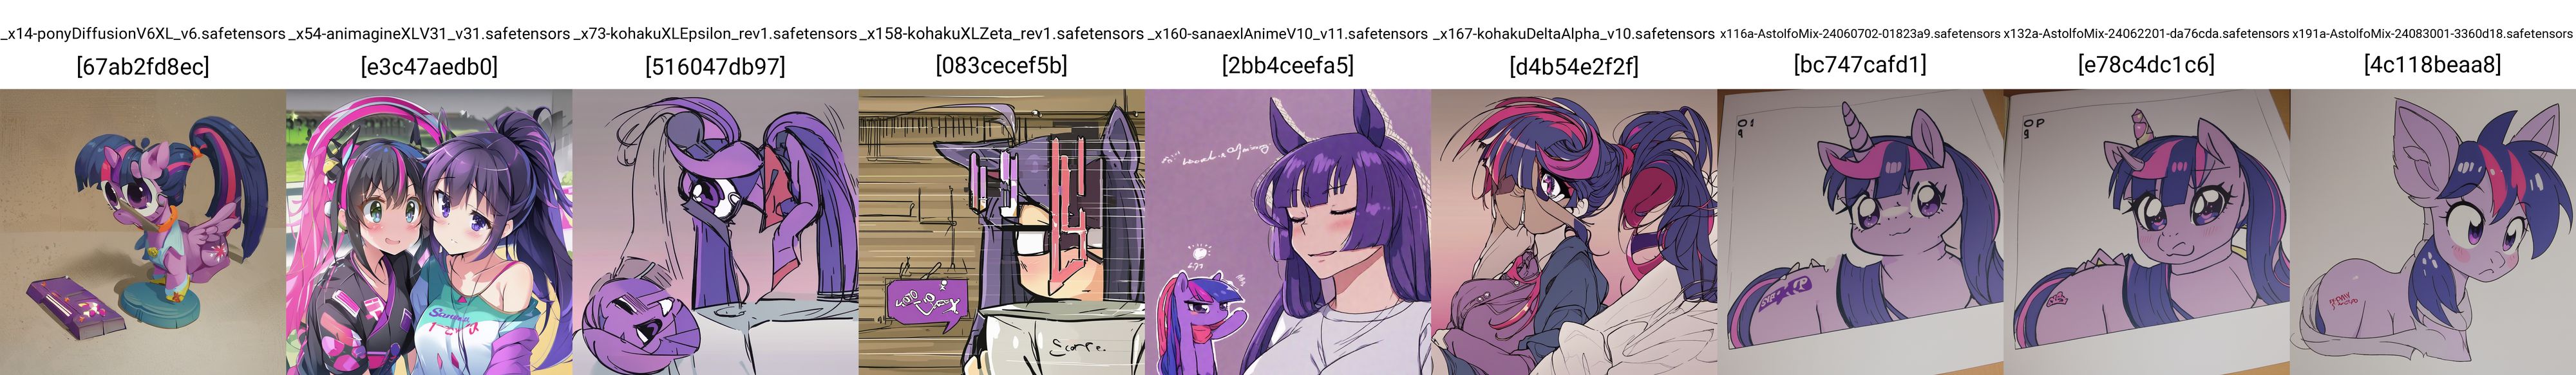 _x14-ponyDiffusionV6XL_v6.safetensors
[67ab2fd8ec]
_x54-animagineXLV31_v31.safetensors
[e3c47aedb0]
_x73-kohakuXLEpsilon_rev1.safetensors
[516047db97]
_x158-kohakuXLZeta_rev1.safetensors
[083cecef5b]
_x160-sanaexlAnimeV10_v11.safetensors
[2bb4ceefa5]
_x167-kohakuDeltaAlpha_v10.safetensors
[d4b54e2f2f]
x116a-AstolfoMix-24060702-01823a9.safetensors
[bc747cafd1]
x132a-AstolfoMix-24062201-da76cda.safetensors
[e78c4dc1c6]
x191a-AstolfoMix-24083001-3360d18.safetensors
[4c118beaa8]
OP
9